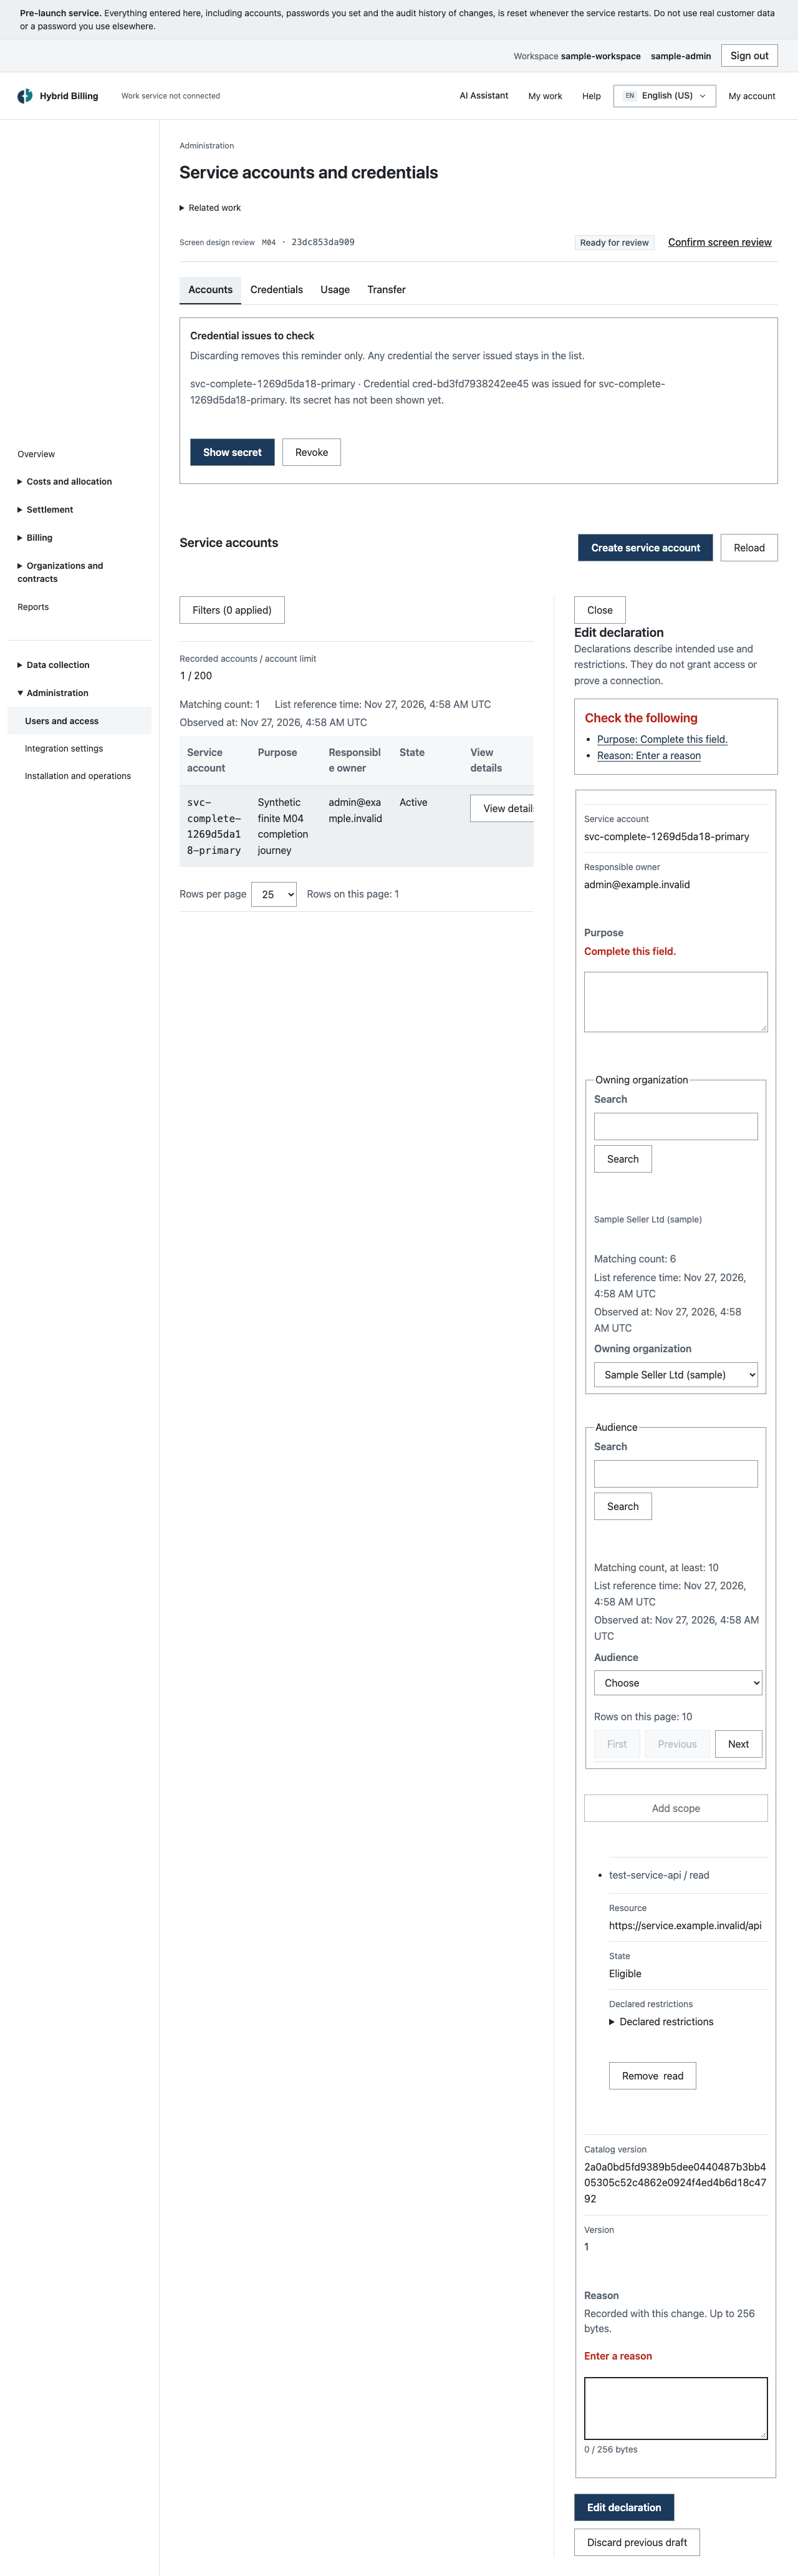 Pre-launch service. Everything entered here, including accounts, passwords you set and the audit history of changes, is reset whenever the service restarts. Do not use real customer data
or a password you use elsewhere.
Workspace sample-workspace sample-admin Sign out
Hybrid Billing Work service not connected AI Assistant My work Help EN English (US) My account
Administration
Service accounts and credentials
Related work
Screen design review M04 · 23dc853da909 Ready for review Confirm screen review
Accounts Credentials Usage Transfer
Credential issues to check
Discarding removes this reminder only. Any credential the server issued stays in the list.
svc-complete-1269d5da18-primary · Credential cred-bd3fd7938242ee45 was issued for svc-complete-
1269d5da18-primary. Its secret has not been shown yet.
Show secret Revoke
Overview
Costs and allocation
Settlement
Billing
Organizations and
contracts
Reports
Data collection
Administration
Users and access
Integration settings
Installation and operations
Service accounts
Create service account Reload
Filters (0 applied)
Recorded accounts / account limit
1 / 200
Matching count: 1 List reference time: Nov 27, 2026, 4:58 AM UTC
Observed at: Nov 27, 2026, 4:58 AM UTC
Service
account
Purpose
Responsibl
e owner
State
View
details
svc-
complete-
1269d5da1
8-primary
Synthetic
finite M04
completion
journey
admin@exa
mple.invalid
Active
View details
Rows per page 25 Rows on this page: 1
Close
Edit declaration
Declarations describe intended use and
restrictions. They do not grant access or
prove a connection.
Check the following
Purpose: Complete this field.
Reason: Enter a reason
Service account
svc-complete-1269d5da18-primary
Responsible owner
admin@example.invalid
Purpose
Complete this field.
Owning organization
Search
Search
Sample Seller Ltd (sample)
Matching count: 6
List reference time: Nov 27, 2026,
4:58 AM UTC
Observed at: Nov 27, 2026, 4:58
AM UTC
Owning organization
Sample Seller Ltd (sample)
Audience
Search
Search
Matching count, at least: 10
List reference time: Nov 27, 2026,
4:58 AM UTC
Observed at: Nov 27, 2026, 4:58 AM
UTC
Audience
Choose
Rows on this page: 10
First Previous Next
Add scope
test-service-api / read
Resource
https://service.example.invalid/api
State
Eligible
Declared restrictions
Declared restrictions
Remove read
Catalog version
2a0a0bd5fd9389b5dee0440487b3bb4
05305c52c4862e0924f4ed4b6d18c47
92
Version
1
Reason
Recorded with this change. Up to 256
bytes.
Enter a reason
0 / 256 bytes
Edit declaration
Discard previous draft